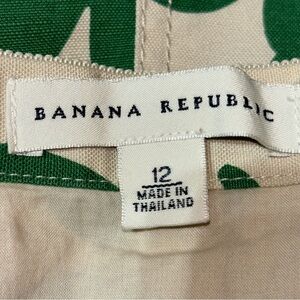 BANANA REPUBLIC
12
MADE IN
THAILAND